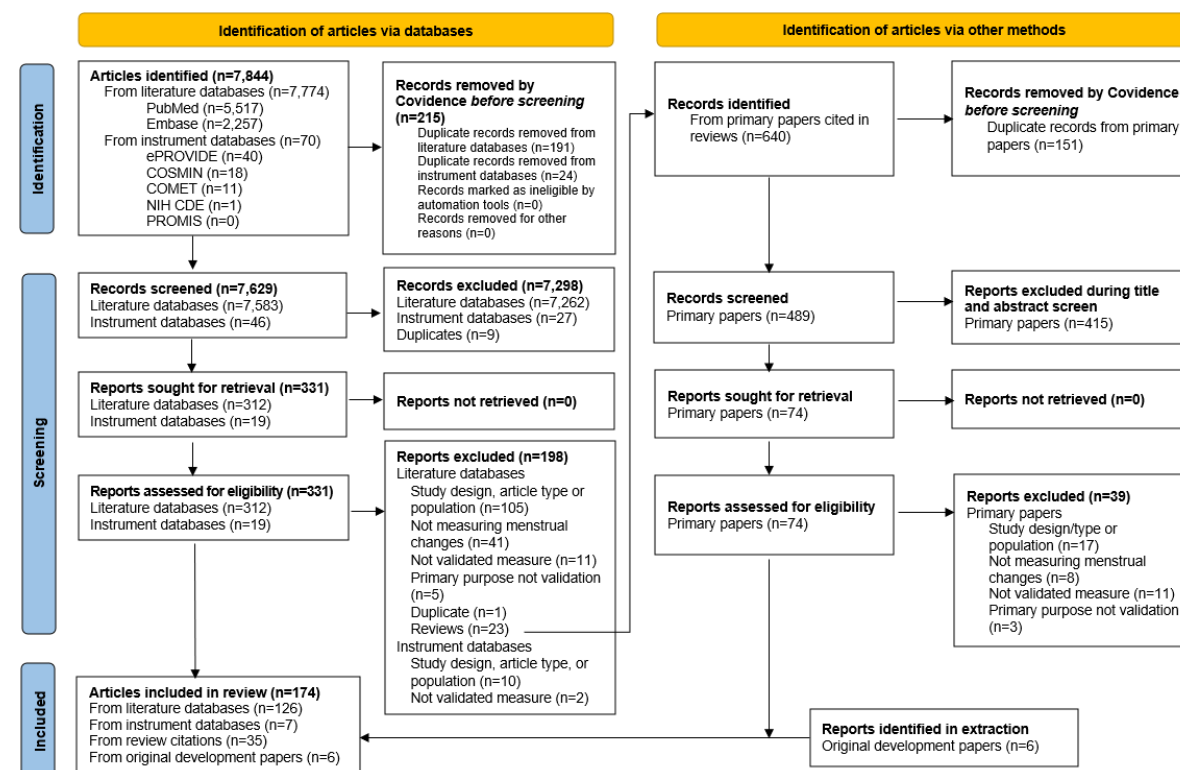 Identification of articles via databases
Identification of articles via other methods
Identification
Articles identified (n=7,844)
From literature databases (n=7,774)
PubMed (n=5,517)
Embase (n=2,257)
From instrument databases (n=70)
ePROVIDE (n=40)
COSMIN (n=18)
COMET (n=11)
NIH CDE (n=1)
PROMIS (n=0)
Records removed by
Covidence before screening
(n=215)
Duplicate records removed from
literature databases (n=191)
Duplicate records removed from
instrument databases (n=24)
Records marked as ineligible by
automation tools (n=0)
Records removed for other
reasons (n=0)
Records identified
From primary papers cited in
reviews (n=640)
Records removed by Covidence
before screening
Duplicate records from primary
papers (n=151)
Screening
Records screened (n=7,629)
Literature databases (n=7,583)
Instrument databases (n=46)
Records excluded (n=7,298)
Literature databases (n=7,262)
Instrument databases (n=27)
Duplicates (n=9)
Records screened
Primary papers (n=489)
Reports excluded during title
and abstract screen
Primary papers (n=415)
Reports sought for retrieval (n=331)
Literature databases (n=312)
Instrument databases (n=19)
Reports not retrieved (n=0)
Reports sought for retrieval
Primary papers (n=74)
Reports not retrieved (n=0)
Reports assessed for eligibility (n=331)
Literature databases (n=312)
Instrument databases (n=19)
Reports excluded (n=198)
Literature databases
Study design, article type or
population (n=105)
Not measuring menstrual
changes (n=41)
Not validated measure (n=11)
Primary purpose not validation
(n=5)
Duplicate (n=1)
Reviews (n=23)
Instrument databases
Study design, article type, or
population (n=10)
Not validated measure (n=2)
Reports assessed for eligibility
Primary papers (n=74)
Reports excluded (n=39)
Primary papers
Study design/type or
population (n=17)
Not measuring menstrual
changes (n=8)
Not validated measure (n=11)
Primary purpose not validation
(n=3)
Included
Articles included in review (n=174)
From literature databases (n=126)
From instrument databases (n=7)
From review citations (n=35)
From original development papers (n=6)
Reports identified in extraction
Original development papers (n=6)